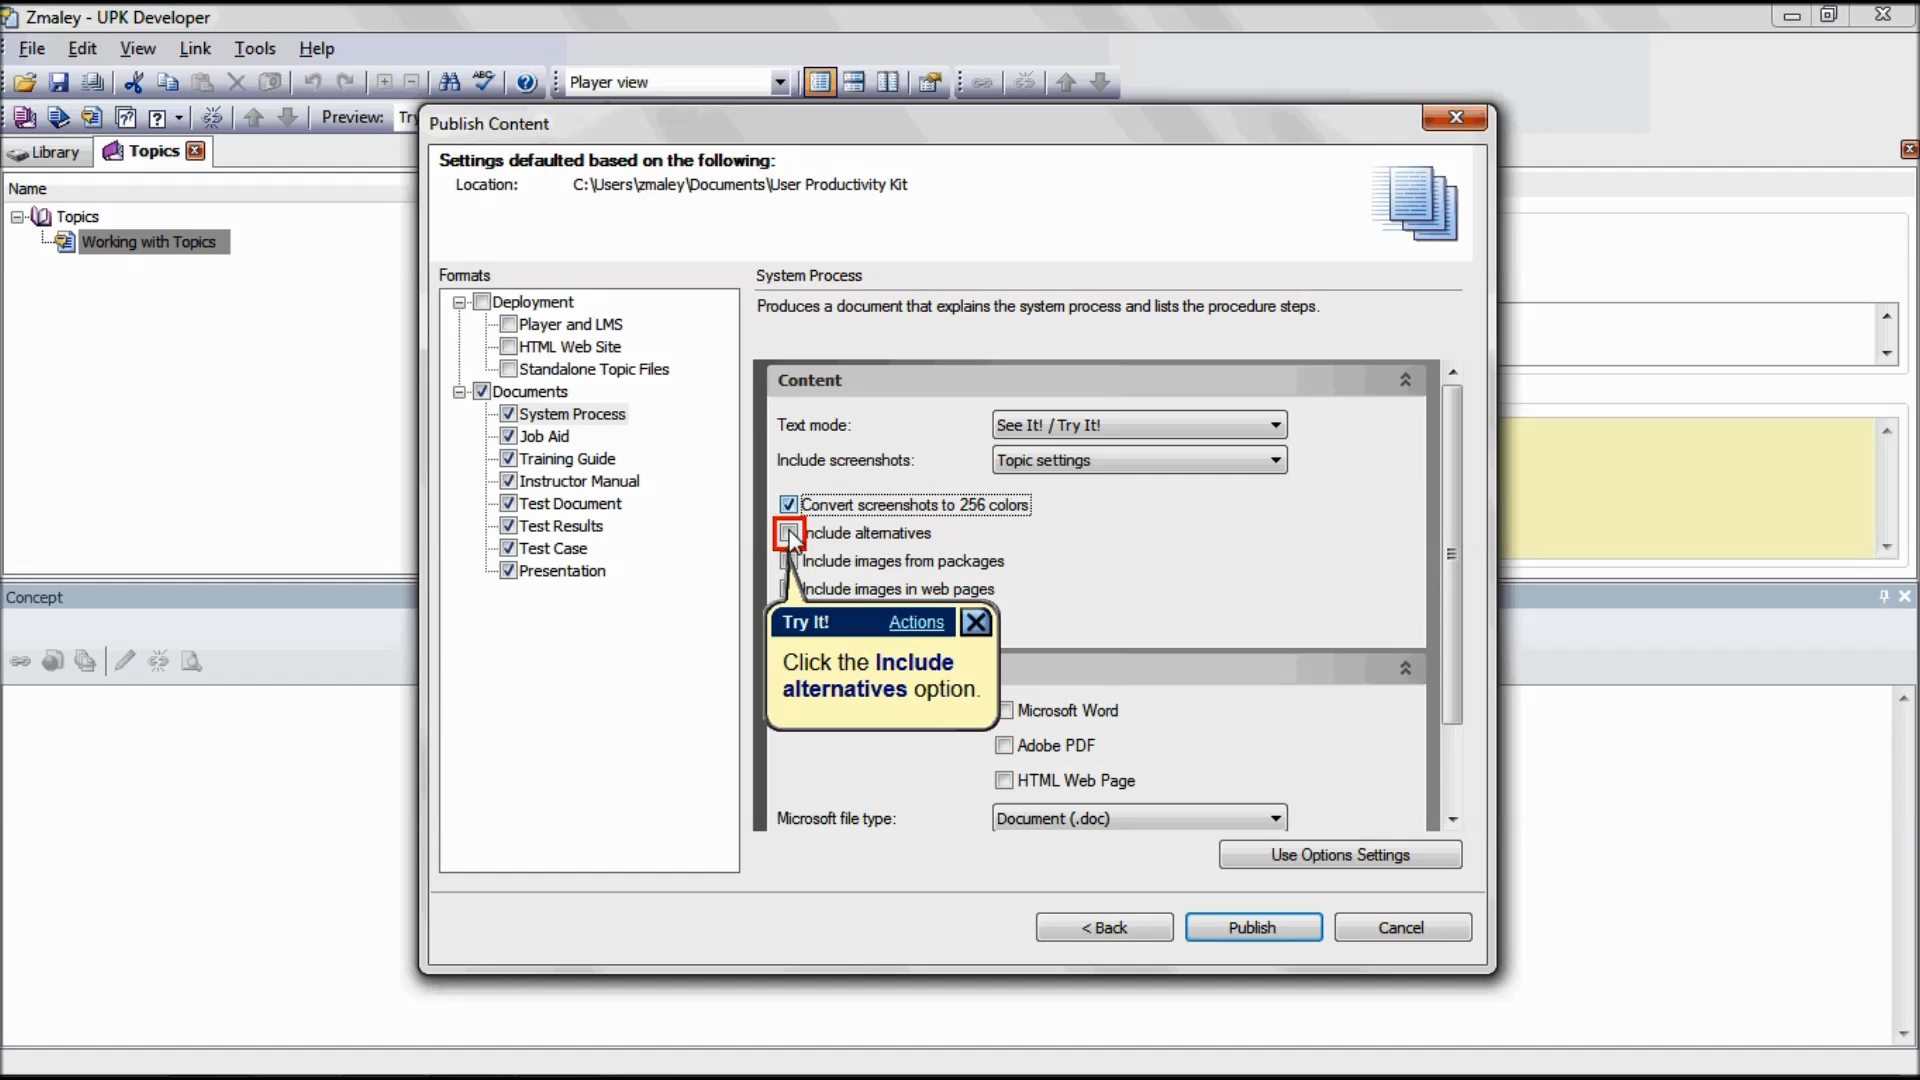 Zmaley - UPK Developer
File Edit View Link Tools Help
ABC Player view
Preview: Try
Library Topics
Name
Topics
Working with Topics
Concept
Publish Content
Settings defaulted based on the following:
Location: C:\Users\zmaley\Documents\User Productivity Kit
Formats
Deployment
Player and LMS
HTML Web Site
Standalone Topic Files
Documents
System Process
Job Aid
Training Guide
Instructor Manual
Test Document
Test Results
Test Case
Presentation
System Process
Produces a document that explains the system process and lists the procedure steps.
Content
Text mode: See It! / Try It!
Include screenshots: Topic settings
Convert screenshots to 256 colors
Include alternatives
Include images from packages
Include images in web pages
Try It! Actions
Click the Include
alternatives option.
Microsoft Word
Adobe PDF
HTML Web Page
Microsoft file type: Document (.doc)
Use Options Settings
< Back Publish Cancel